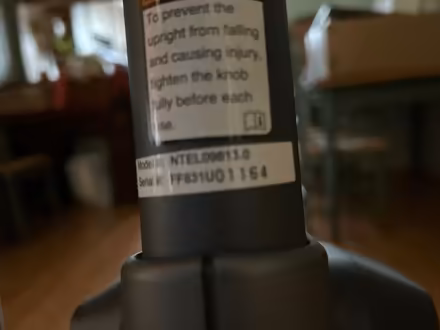 To prevent the
upright from falling
and causing injury,
tighten the knob
fully before each
use.
Model #: NTEL09813.0
Serial #: FF831U01164